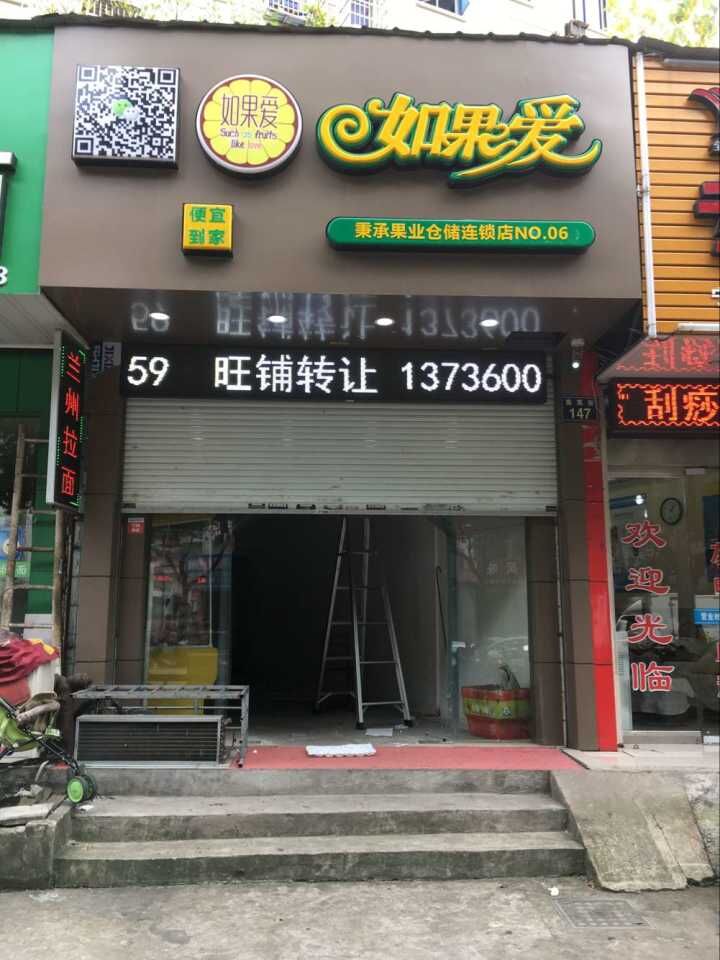 如果爱
Such as fruits
like love
如果爱
便宜
到家
秉承果业仓储连锁店NO.06
59 旺铺转让 1373600
兰州拉面
147
刮痧
欢迎光临